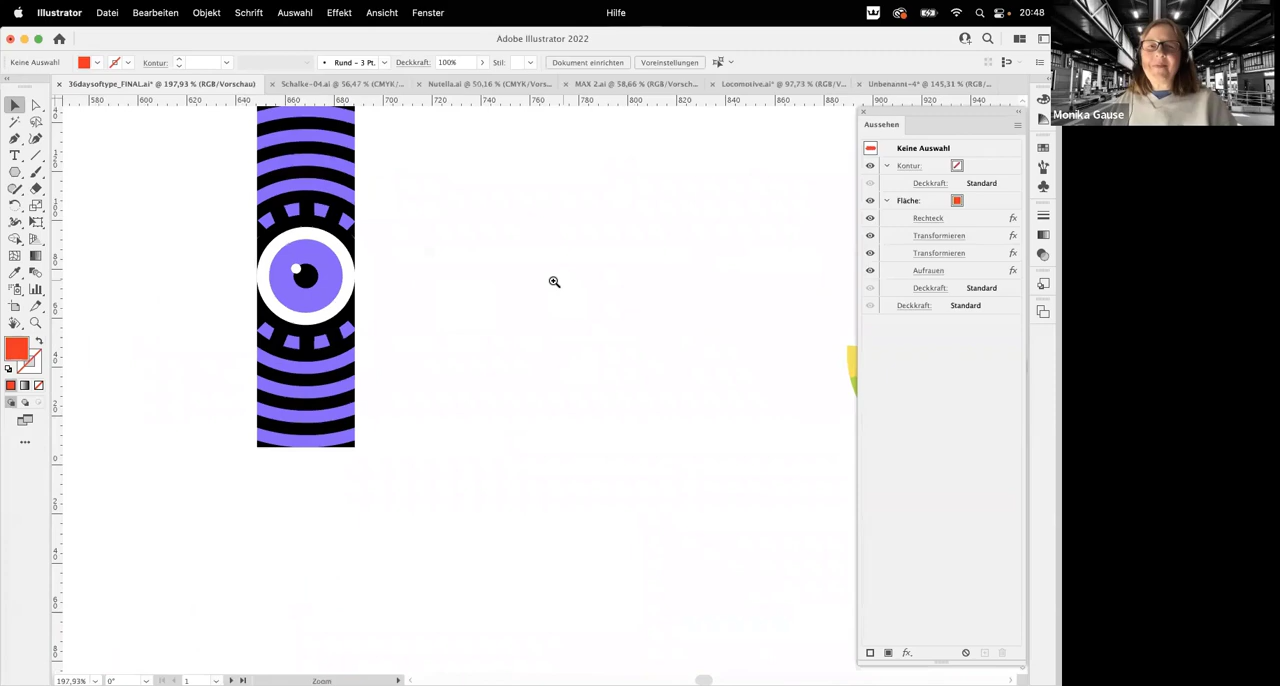 Illustrator Datei Bearbeiten Objekt Schrift Auswahl Effekt Ansicht Fenster Hilfe 20:48
Adobe Illustrator 2022
Keine Auswahl Kontur: Rund – 3 Pt. Deckkraft: 100% Stil: Dokument einrichten Voreinstellungen
36daysoftype_FINAL.ai* @ 197,93 % (RGB/Vorschau) Schalke-04.ai @ 56,47 % (CMYK/... Nutella.ai @ 50,16 % (CMYK/Vors... MAX 2.ai @ 58,66 % (RGB/Vorsch... Locomotive.ai* @ 97,73 % (RGB/V... Unbenannt-4* @ 145,31 % (RGB/...
580 600 620 640 660 680 700 720 740 760 780 800 820 840 860 880 900 920 940
Monika Gause
Aussehen
Keine Auswahl
Kontur:
Deckkraft: Standard
Fläche:
Rechteck fx
Transformieren fx
Transformieren fx
Aufrauen fx
Deckkraft: Standard
Deckkraft: Standard
fx
197,93% 0° 1 Zoom